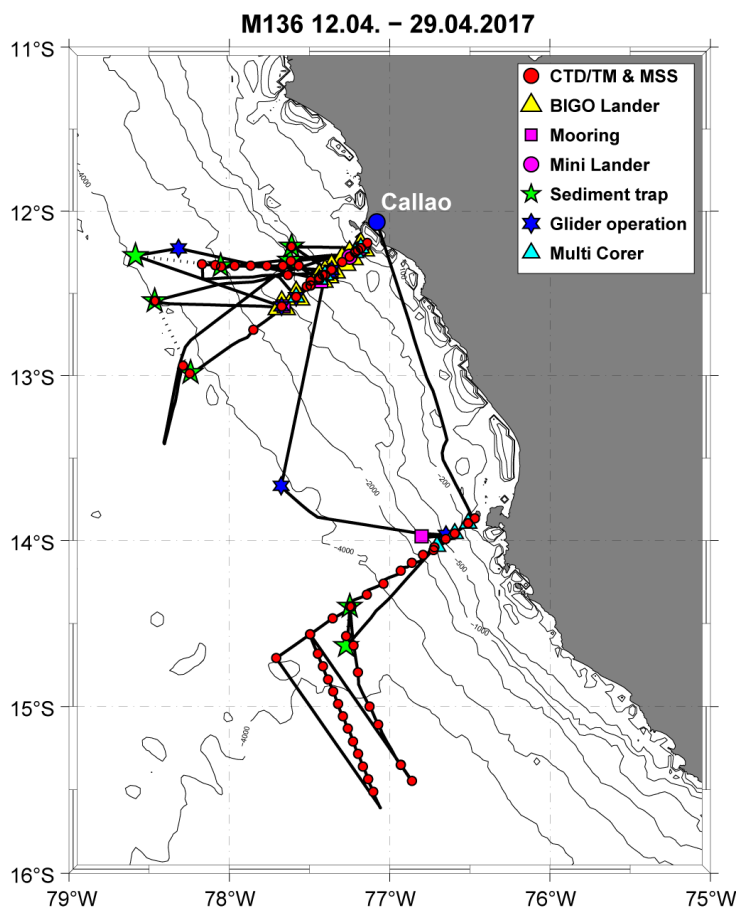 M136 12.04. − 29.04.2017
11°S
12°S
13°S
14°S
15°S
16°S
79°W
78°W
77°W
76°W
75°W
CTD/TM & MSS
BIGO Lander
Mooring
Mini Lander
Sediment trap
Glider operation
Multi Corer
Callao
−4000
−2000
−200
−4000
−500
−1000
−4000